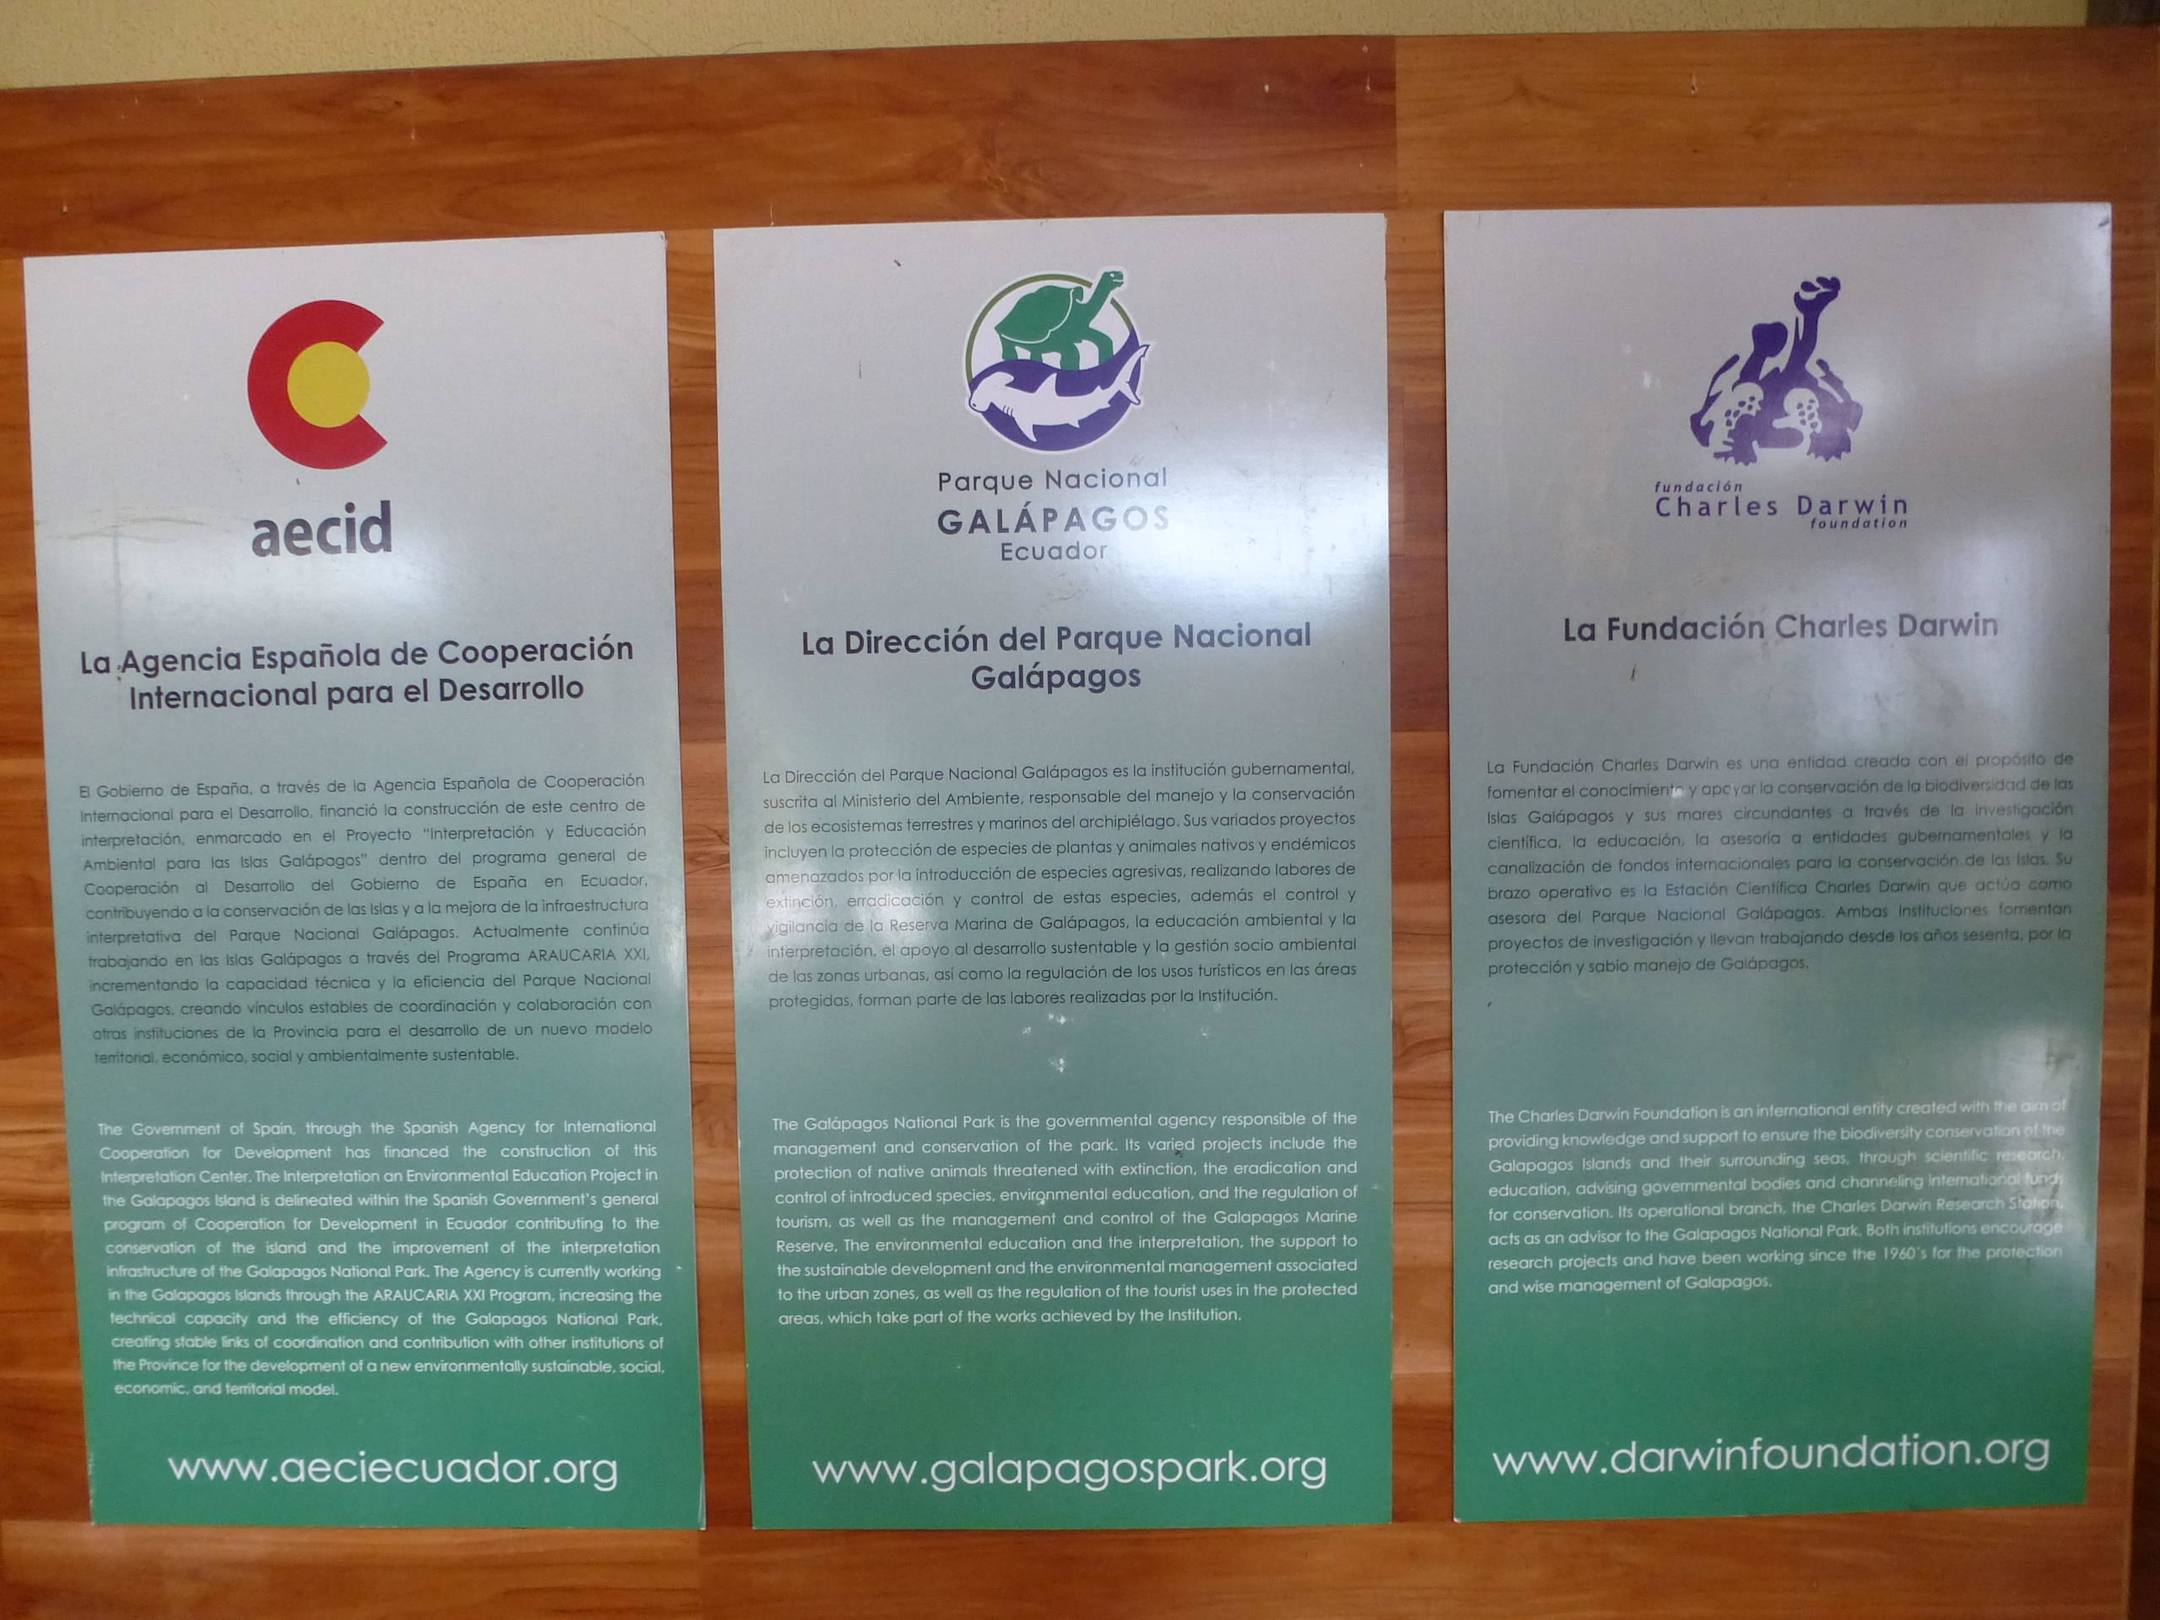 aecid
La Agencia Española de Cooperación
Internacional para el Desarrollo
El Gobierno de España, a través de la Agencia Española de Cooperación
Internacional para el Desarrollo, financió la construcción de este centro de
interpretación, enmarcado en el Proyecto "Interpretación y Educación
Ambiental para las Islas Galápagos" dentro del programa general de
Cooperación al Desarrollo del Gobierno de España en Ecuador,
contribuyendo a la conservación de las Islas y a la mejora de la infraestructura
interpretativa del Parque Nacional Galápagos. Actualmente continúa
trabajando en las Islas Galápagos a través del Programa ARAUCARIA XXI,
incrementando la capacidad técnica y la eficiencia del Parque Nacional
Galápagos, creando vínculos estables de coordinación y colaboración con
otras instituciones de la Provincia para el desarrollo de un nuevo modelo
territorial, económico, social y ambientalmente sustentable.
The Government of Spain, through the Spanish Agency for International
Cooperation for Development has financed the construction of this
Interpretation Center. The Interpretation an Environmental Education Project in
the Galapagos Island is delineated within the Spanish Government's general
program of Cooperation for Development in Ecuador contributing to the
conservation of the island and the improvement of the interpretation
infrastructure of the Galapagos National Park. The Agency is currently working
in the Galapagos Islands through the ARAUCARIA XXI Program, increasing the
technical capacity and the efficiency of the Galapagos National Park,
creating stable links of coordination and contribution with other institutions of
the Province for the development of a new environmentally sustainable, social,
economic, and territorial model.
www.aeciecuador.org
Parque Nacional
GALÁPAGOS
Ecuador
La Dirección del Parque Nacional
Galápagos
La Dirección del Parque Nacional Galápagos es la institución gubernamental,
suscrita al Ministerio del Ambiente, responsable del manejo y la conservación
de los ecosistemas terrestres y marinos del archipiélago. Sus variados proyectos
incluyen la protección de especies de plantas y animales nativos y endémicos
amenazados por la introducción de especies agresivas, realizando labores de
extinción, erradicación y control de estas especies, además el control y
vigilancia de la Reserva Marina de Galápagos, la educación ambiental y la
interpretación, el apoyo al desarrollo sustentable y la gestión socio ambiental
de las zonas urbanas, asi como la regulación de los usos turísticos en las áreas
protegidas, forman parte de las labores realizadas por la Institución.
The Galápagos National Park is the governmental agency responsible of the
management and conservation of the park. Its varied projects include the
protection of native animals threatened with extinction, the eradication and
control of introduced species, environmental education, and the regulation of
tourism, as well as the management and control of the Galapagos Marine
Reserve. The environmental education and the interpretation, the support to
the sustainable development and the environmental management associated
to the urban zones, as well as the regulation of the tourist uses in the protected
areas, which take part of the works achieved by the Institution.
www.galapagospark.org
fundación
Charles Darwin
foundation
La Fundación Charles Darwin
La Fundación Charles Darwin es una entidad creada con el propósito de
fomentar el conocimiento y apoyar la conservación de la biodiversidad de las
Islas Galápagos y sus mares circundantes a través de la investigación
científica, la educación, la asesoría a entidades gubernamentales y la
canalización de fondos internacionales para la conservación de las Islas. Su
brazo operativo es la Estación Científica Charles Darwin que actúa como
asesora del Parque Nacional Galápagos. Ambas Instituciones fomentan
proyectos de investigación y llevan trabajando desde los años sesenta, por la
protección y sabio manejo de Galápagos.
The Charles Darwin Foundation is an international entity created with the aim of
providing knowledge and support to ensure the biodiversity conservation of the
Galapagos Islands and their surrounding seas, through scientific research,
education, advising governmental bodies and channeling international funds
for conservation. Its operational branch, the Charles Darwin Research Station,
acts as an advisor to the Galapagos National Park. Both institutions encourage
research projects and have been working since the 1960´s for the protection
and wise management of Galapagos.
www.darwinfoundation.org